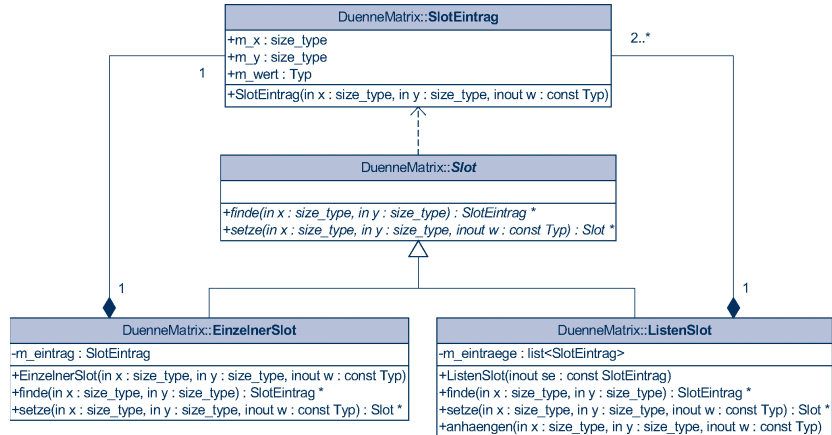 DuenneMatrix::SlotEintrag
+m_x : size_type
+m_y : size_type
+m_wert : Typ
+SlotEintrag(in x : size_type, in y : size_type, inout w : const Typ)
1
2..*
DuenneMatrix::Slot
+finde(in x : size_type, in y : size_type) : SlotEintrag *
+setze(in x : size_type, in y : size_type, inout w : const Typ) : Slot *
1
1
DuenneMatrix::EinzelnerSlot
-m_eintrag : SlotEintrag
+EinzelnerSlot(in x : size_type, in y : size_type, inout w : const Typ)
+finde(in x : size_type, in y : size_type) : SlotEintrag *
+setze(in x : size_type, in y : size_type, inout w : const Typ) : Slot *
DuenneMatrix::ListenSlot
-m_eintraege : list<SlotEintrag>
+ListenSlot(inout se : const SlotEintrag)
+finde(in x : size_type, in y : size_type) : SlotEintrag *
+setze(in x : size_type, in y : size_type, inout w : const Typ) : Slot *
+anhaengen(in x : size_type, in y : size_type, inout w : const Typ)